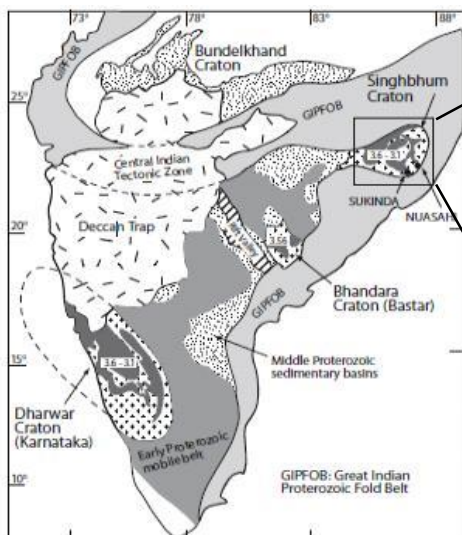 73°
78°
83°
88°
GIPFOB
Bundelkhand
Craton
Singhbhum
Craton
25°
GIPFOB
Central Indian
Tectonic Zone
3.6 -3.1
SUKINDA
NUASAHI
20°
Deccan Trap
Rift Valley
3.56
Bhandara
Craton (Bastar)
GIPFOB
15°
3.6 - 3.1
Middle Proterozoic
sedimentary basins
Dharwar
Craton
(Karnataka)
Early Proterozoic
mobile belt
10°
GIPFOB: Great Indian
Proterozoic Fold Belt